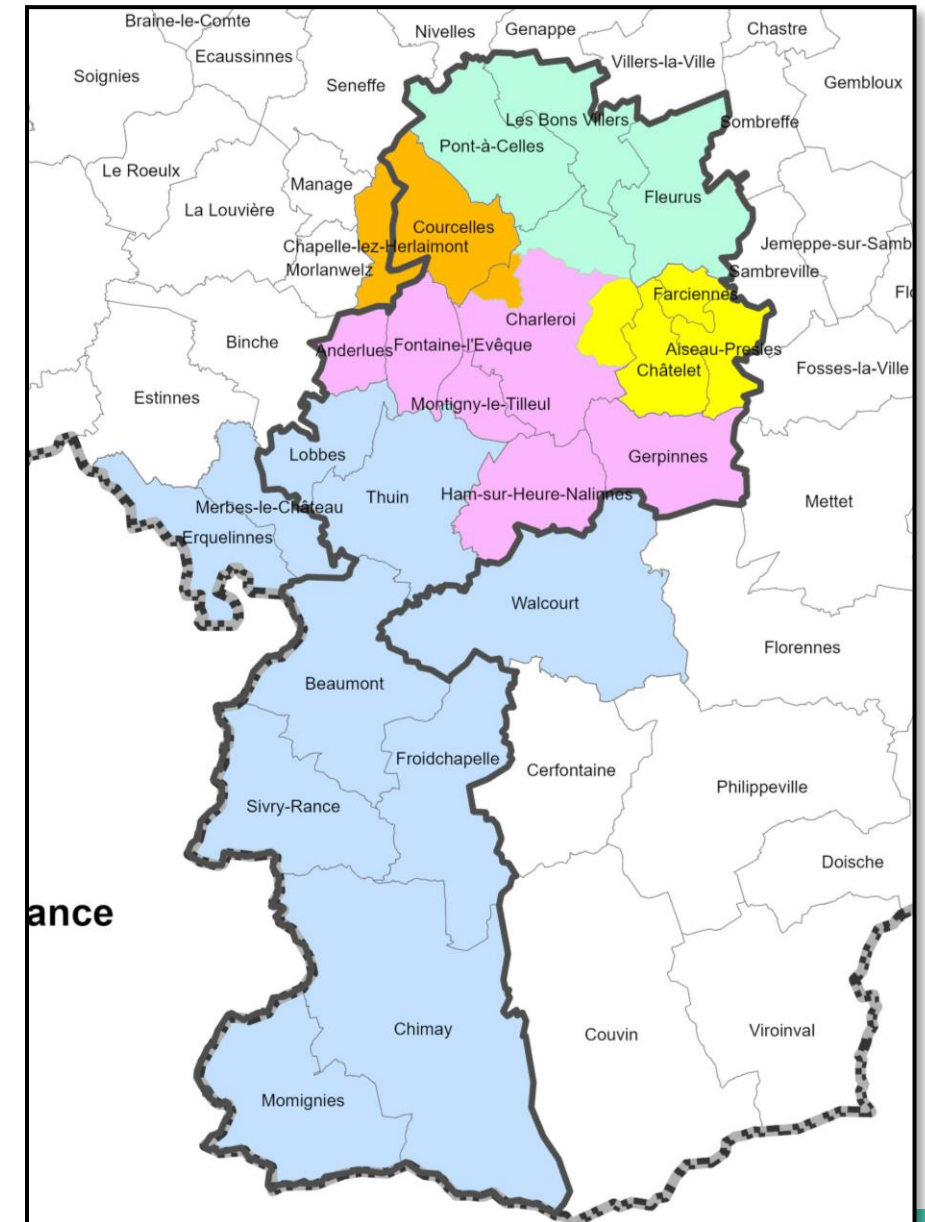 Braine-le-Comte
Nivelles
Genappe
Chastre
Ecaussinnes
Villers-la-Ville
Soignies
Seneffe
Gembloux
Les Bons Villers
Sombreffe
Pont-à-Celles
Le Roeulx
Manage
Fleurus
La Louvière
Courcelles
Chapelle-lez-Herlaimont
Jemeppe-sur-Samb
Morlanwelz
Sambreville
Farciennes
Flo
Charleroi
Binche
Anderlues
Fontaine-l'Evêque
Aiseau-Presles
Châtelet
Fosses-la-Ville
Estinnes
Montigny-le-Tilleul
Lobbes
Gerpinnes
Thuin
Ham-sur-Heure-Nalinnes
Mettet
Merbes-le-Château
Erquelinnes
Walcourt
Florennes
Beaumont
Froidchapelle
Cerfontaine
Philippeville
Sivry-Rance
Doische
ance
Chimay
Couvin
Viroinval
Momignies